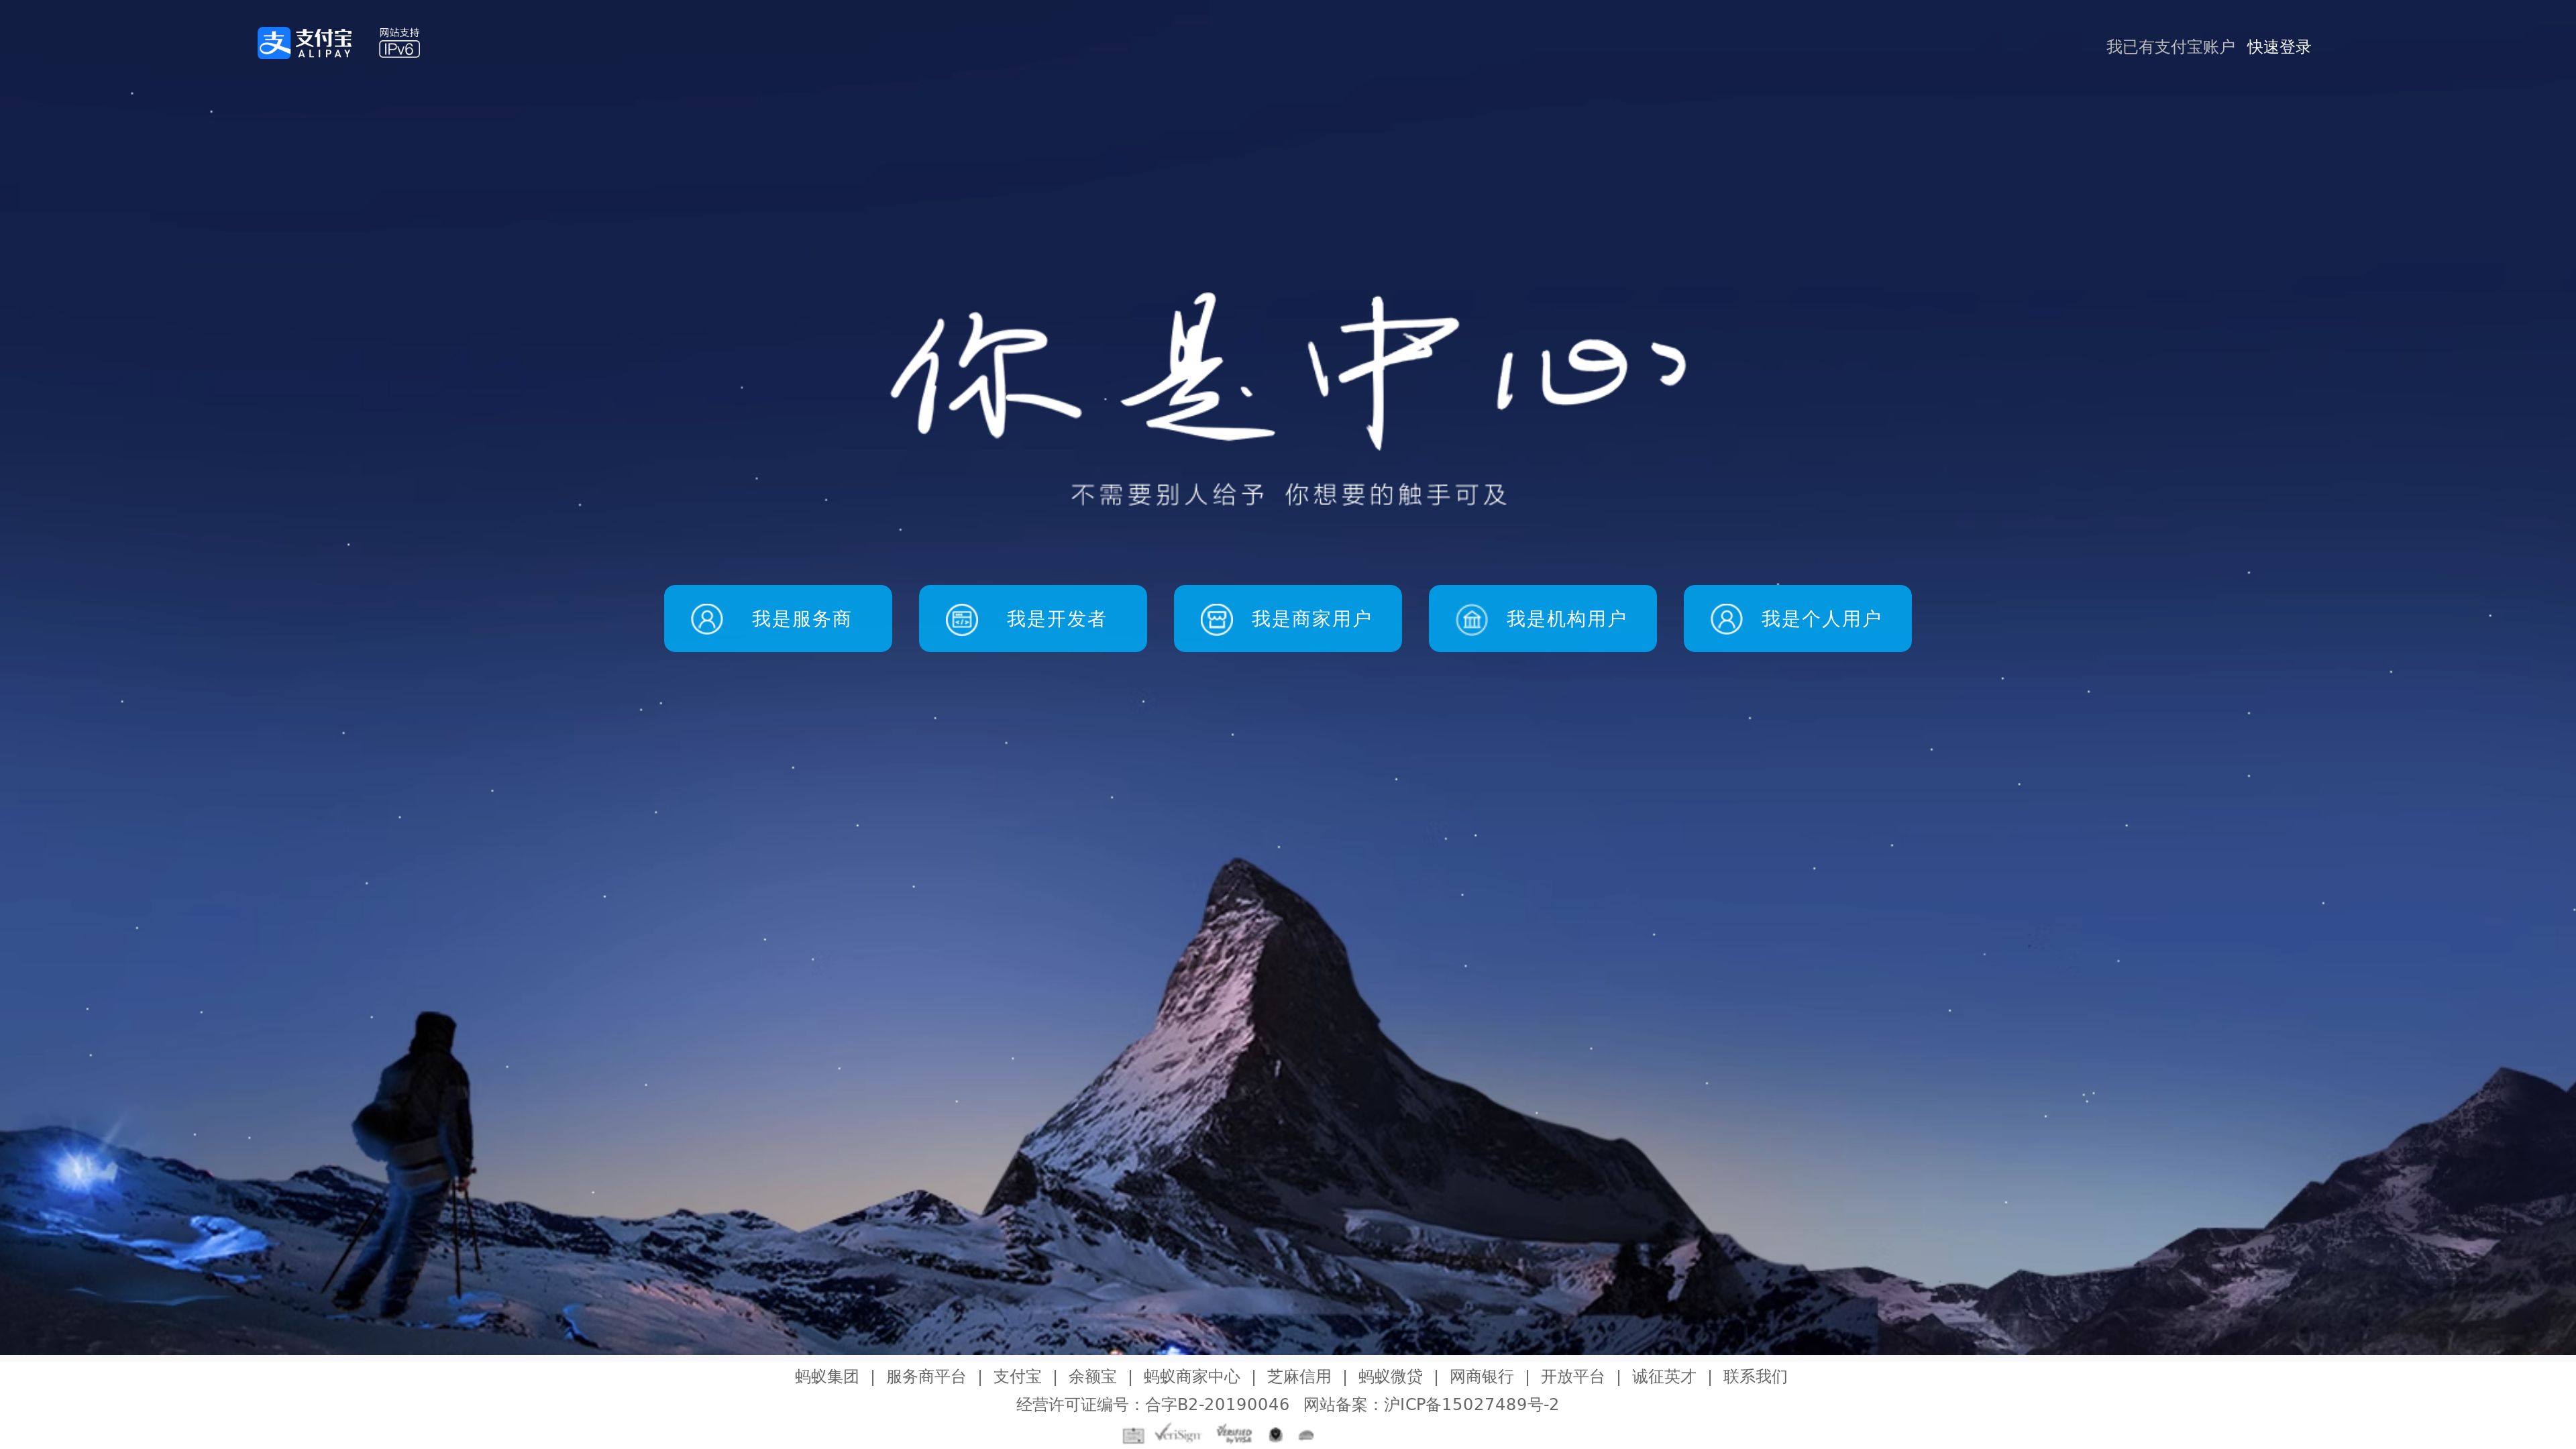 支付宝
ALIPAY
网站支持
IPv6
我已有支付宝账户 快速登录
你是中心
不需要别人给予 你想要的触手可及
我是服务商
我是开发者
我是商家用户
我是机构用户
我是个人用户
蚂蚁集团 | 服务商平台 | 支付宝 | 余额宝 | 蚂蚁商家中心 | 芝麻信用 | 蚂蚁微贷 | 网商银行 | 开放平台 | 诚征英才 | 联系我们
经营许可证编号：合字B2-20190046 网站备案：沪ICP备15027489号-2
VeriSign
VERIFIED
by VISA